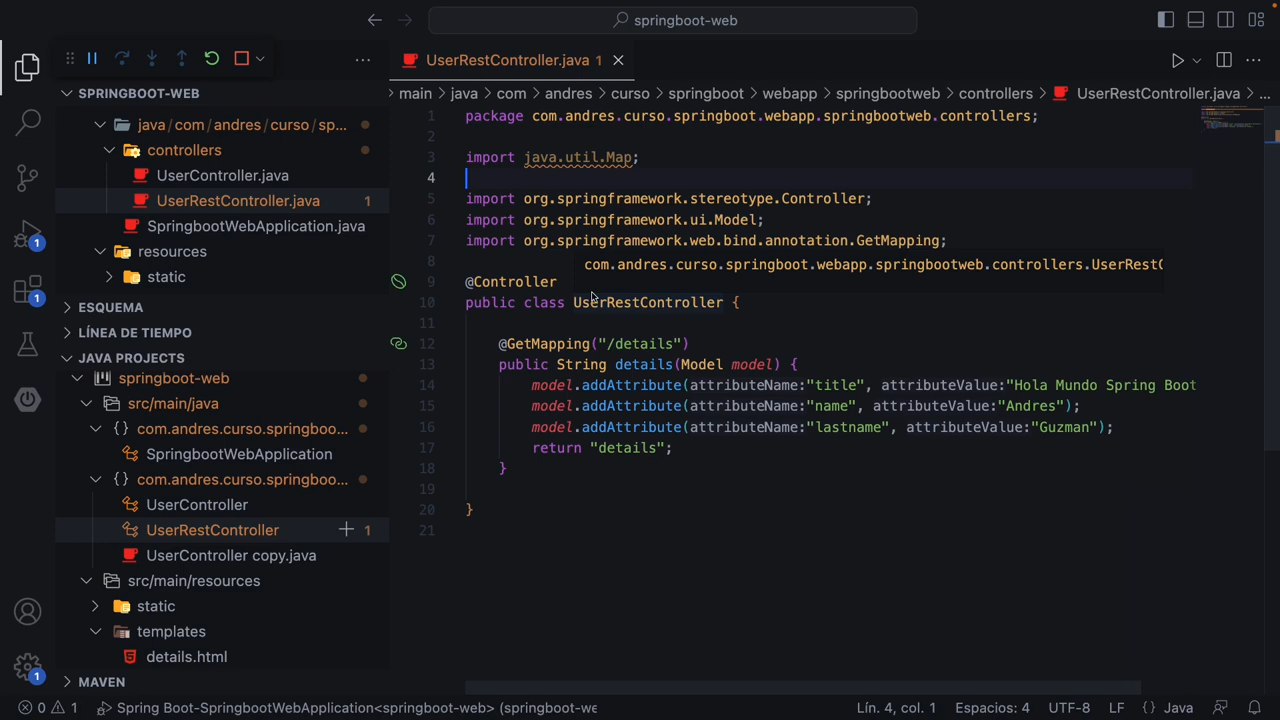 springboot-web
UserRestController.java 1
SPRINGBOOT-WEB
main > java > com > andres > curso > springboot > webapp > springbootweb > controllers > UserRestController.java > ...
java/com/andres/curso/sp...
controllers
UserController.java
UserRestController.java 1
SpringbootWebApplication.java
resources
static
ESQUEMA
LÍNEA DE TIEMPO
JAVA PROJECTS
springboot-web
src/main/java
{} com.andres.curso.springboo...
SpringbootWebApplication
{} com.andres.curso.springboo...
UserController
UserRestController 1
UserController copy.java
src/main/resources
static
templates
details.html
MAVEN
1
1
1
1 package com.andres.curso.springboot.webapp.springbootweb.controllers;
2
3 import java.util.Map;
4
5 import org.springframework.stereotype.Controller;
6 import org.springframework.ui.Model;
7 import org.springframework.web.bind.annotation.GetMapping;
8 com.andres.curso.springboot.webapp.springbootweb.controllers.UserRestC
9 @Controller
10 public class UserRestController {
11
12 @GetMapping("/details")
13 public String details(Model model) {
14 model.addAttribute(attributeName:"title", attributeValue:"Hola Mundo Spring Boot
15 model.addAttribute(attributeName:"name", attributeValue:"Andres");
16 model.addAttribute(attributeName:"lastname", attributeValue:"Guzman");
17 return "details";
18 }
19
20 }
21
0 1 Spring Boot-SpringbootWebApplication<springboot-web> (springboot-we Lín. 4, col. 1 Espacios: 4 UTF-8 LF {} Java